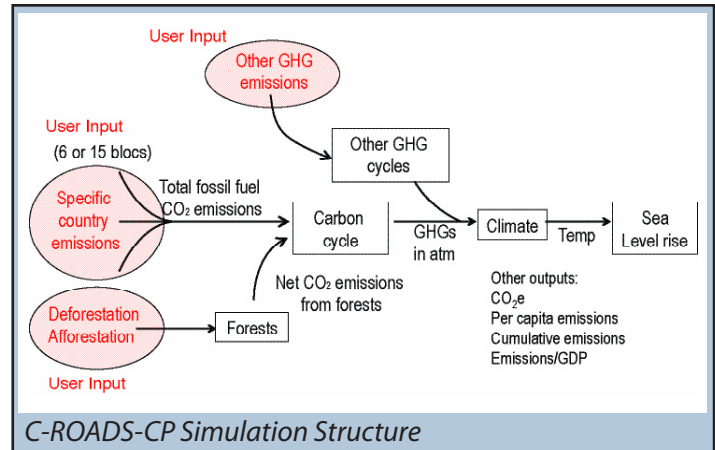 User Input
Other GHG
emissions
User Input
(6 or 15 blocs)
Other GHG
cycles
Specific
country
emissions
Total fossil fuel
CO₂ emissions
Carbon
cycle
GHGs
in atm
Climate
Temp
Sea
Level rise
Net CO₂ emissions
from forests
Deforestation
Afforestation
Forests
User Input
Other outputs:
CO₂e
Per capita emissions
Cumulative emissions
Emissions/GDP
C-ROADS-CP Simulation Structure